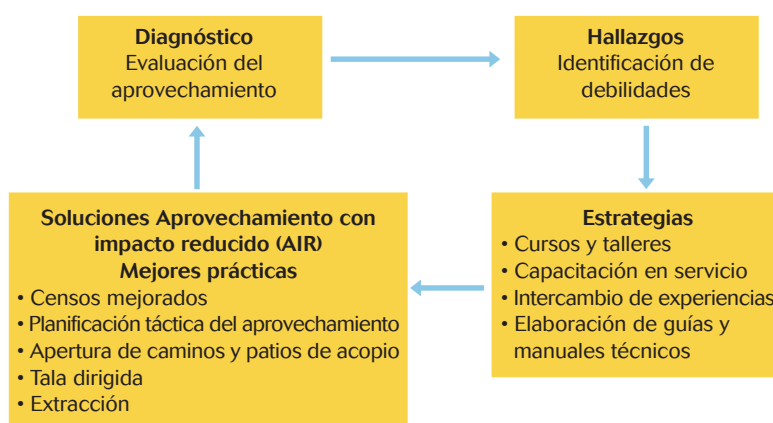 Diagnóstico
Evaluación del
aprovechamiento
Hallazgos
Identificación de
debilidades
Estrategias
• Cursos y talleres
• Capacitación en servicio
• Intercambio de experiencias
• Elaboración de guías y
manuales técnicos
Soluciones Aprovechamiento con
impacto reducido (AIR)
Mejores prácticas
• Censos mejorados
• Planificación táctica del aprovechamiento
• Apertura de caminos y patios de acopio
• Tala dirigida
• Extracción